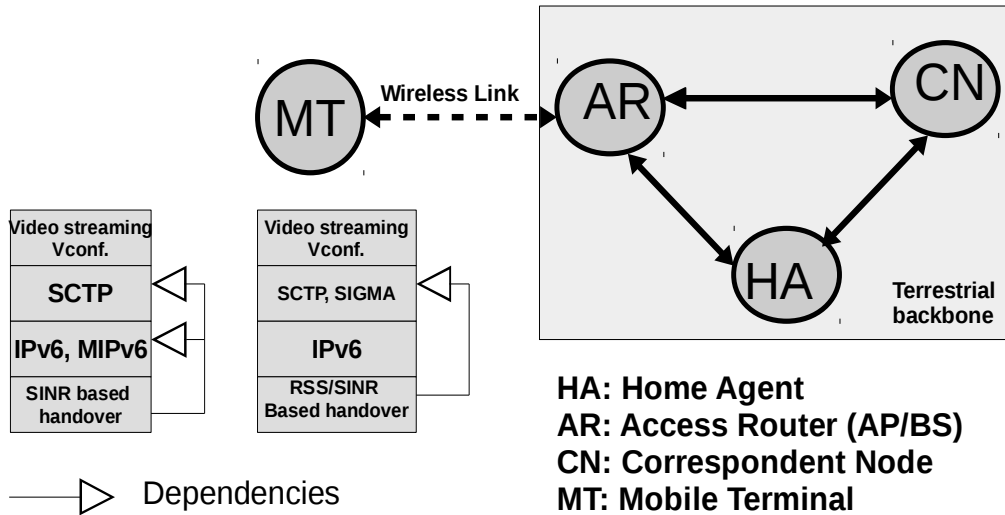 MT
Wireless Link
AR
CN
HA
Terrestrial
backbone
Video streaming
Vconf.
SCTP
IPv6, MIPv6
SINR based
handover
Video streaming
Vconf.
SCTP, SIGMA
IPv6
RSS/SINR
Based handover
HA: Home Agent
AR: Access Router (AP/BS)
CN: Correspondent Node
MT: Mobile Terminal
Dependencies